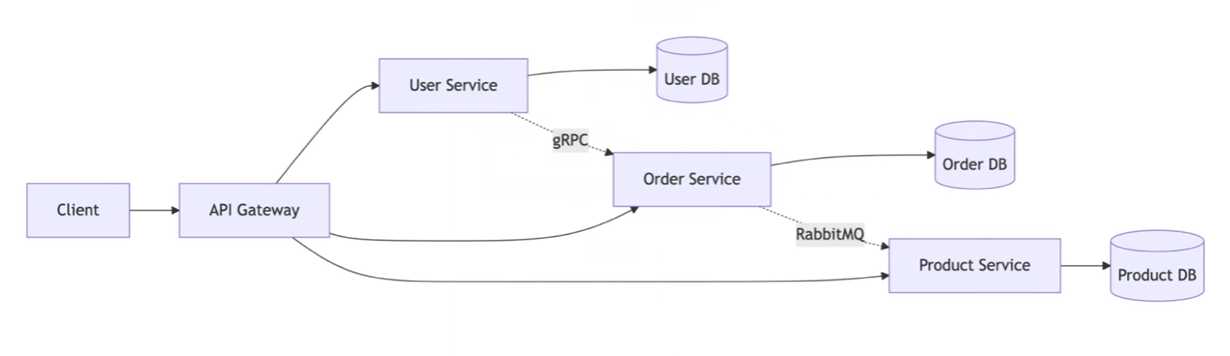 User Service
User DB
gRPC
Order Service
Order DB
Client
API Gateway
RabbitMQ
Product Service
Product DB